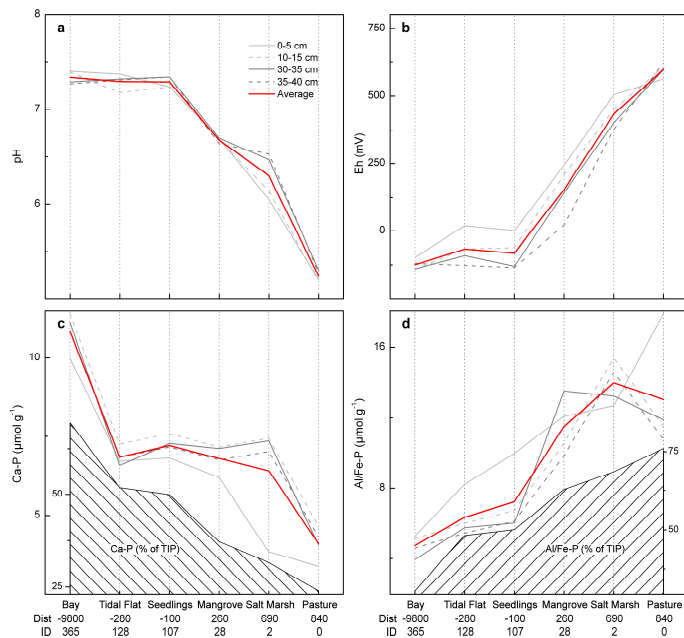 a
0-5 cm
10-15 cm
30-35 cm
35-40 cm
Average
8
7
6
pH
b
750
500
250
0
Eh (mV)
c
10
5
50
25
Ca-P (µmol g⁻¹)
Ca-P (% of TIP)
d
16
8
75
50
Al/Fe-P (µmol g⁻¹)
Al/Fe-P (% of TIP)
Bay Tidal Flat Seedlings Mangrove Salt Marsh Pasture
Dist -9000 -200 -100 260 690 840
ID 365 128 107 28 2 0
Bay Tidal Flat Seedlings Mangrove Salt Marsh Pasture
Dist -9000 -200 -100 260 690 840
ID 365 128 107 28 2 0